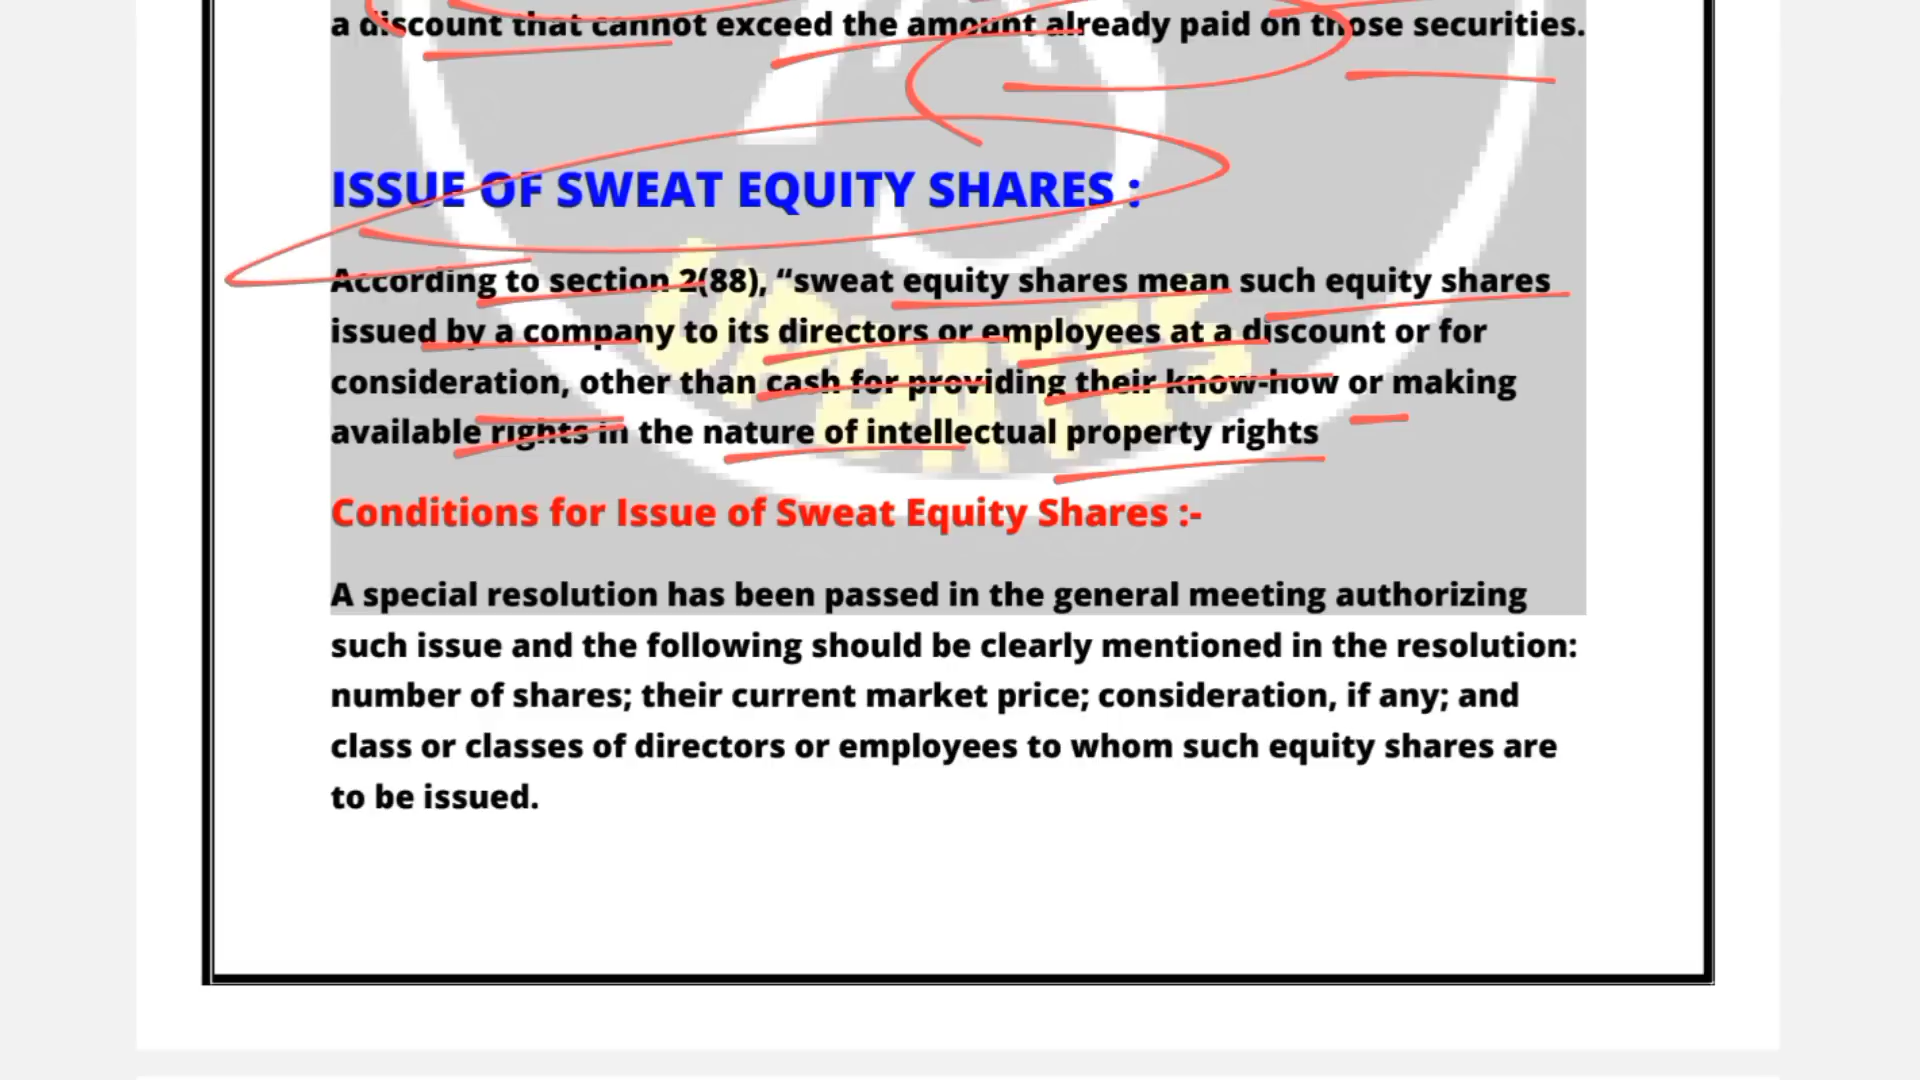 a discount that cannot exceed the amount already paid on those securities.
ISSUE OF SWEAT EQUITY SHARES :
According to section 2(88), “sweat equity shares mean such equity shares
issued by a company to its directors or employees at a discount or for
consideration, other than cash for providing their know-how or making
available rights in the nature of intellectual property rights
Conditions for Issue of Sweat Equity Shares :-
A special resolution has been passed in the general meeting authorizing
such issue and the following should be clearly mentioned in the resolution:
number of shares; their current market price; consideration, if any; and
class or classes of directors or employees to whom such equity shares are
to be issued.
UPDATES